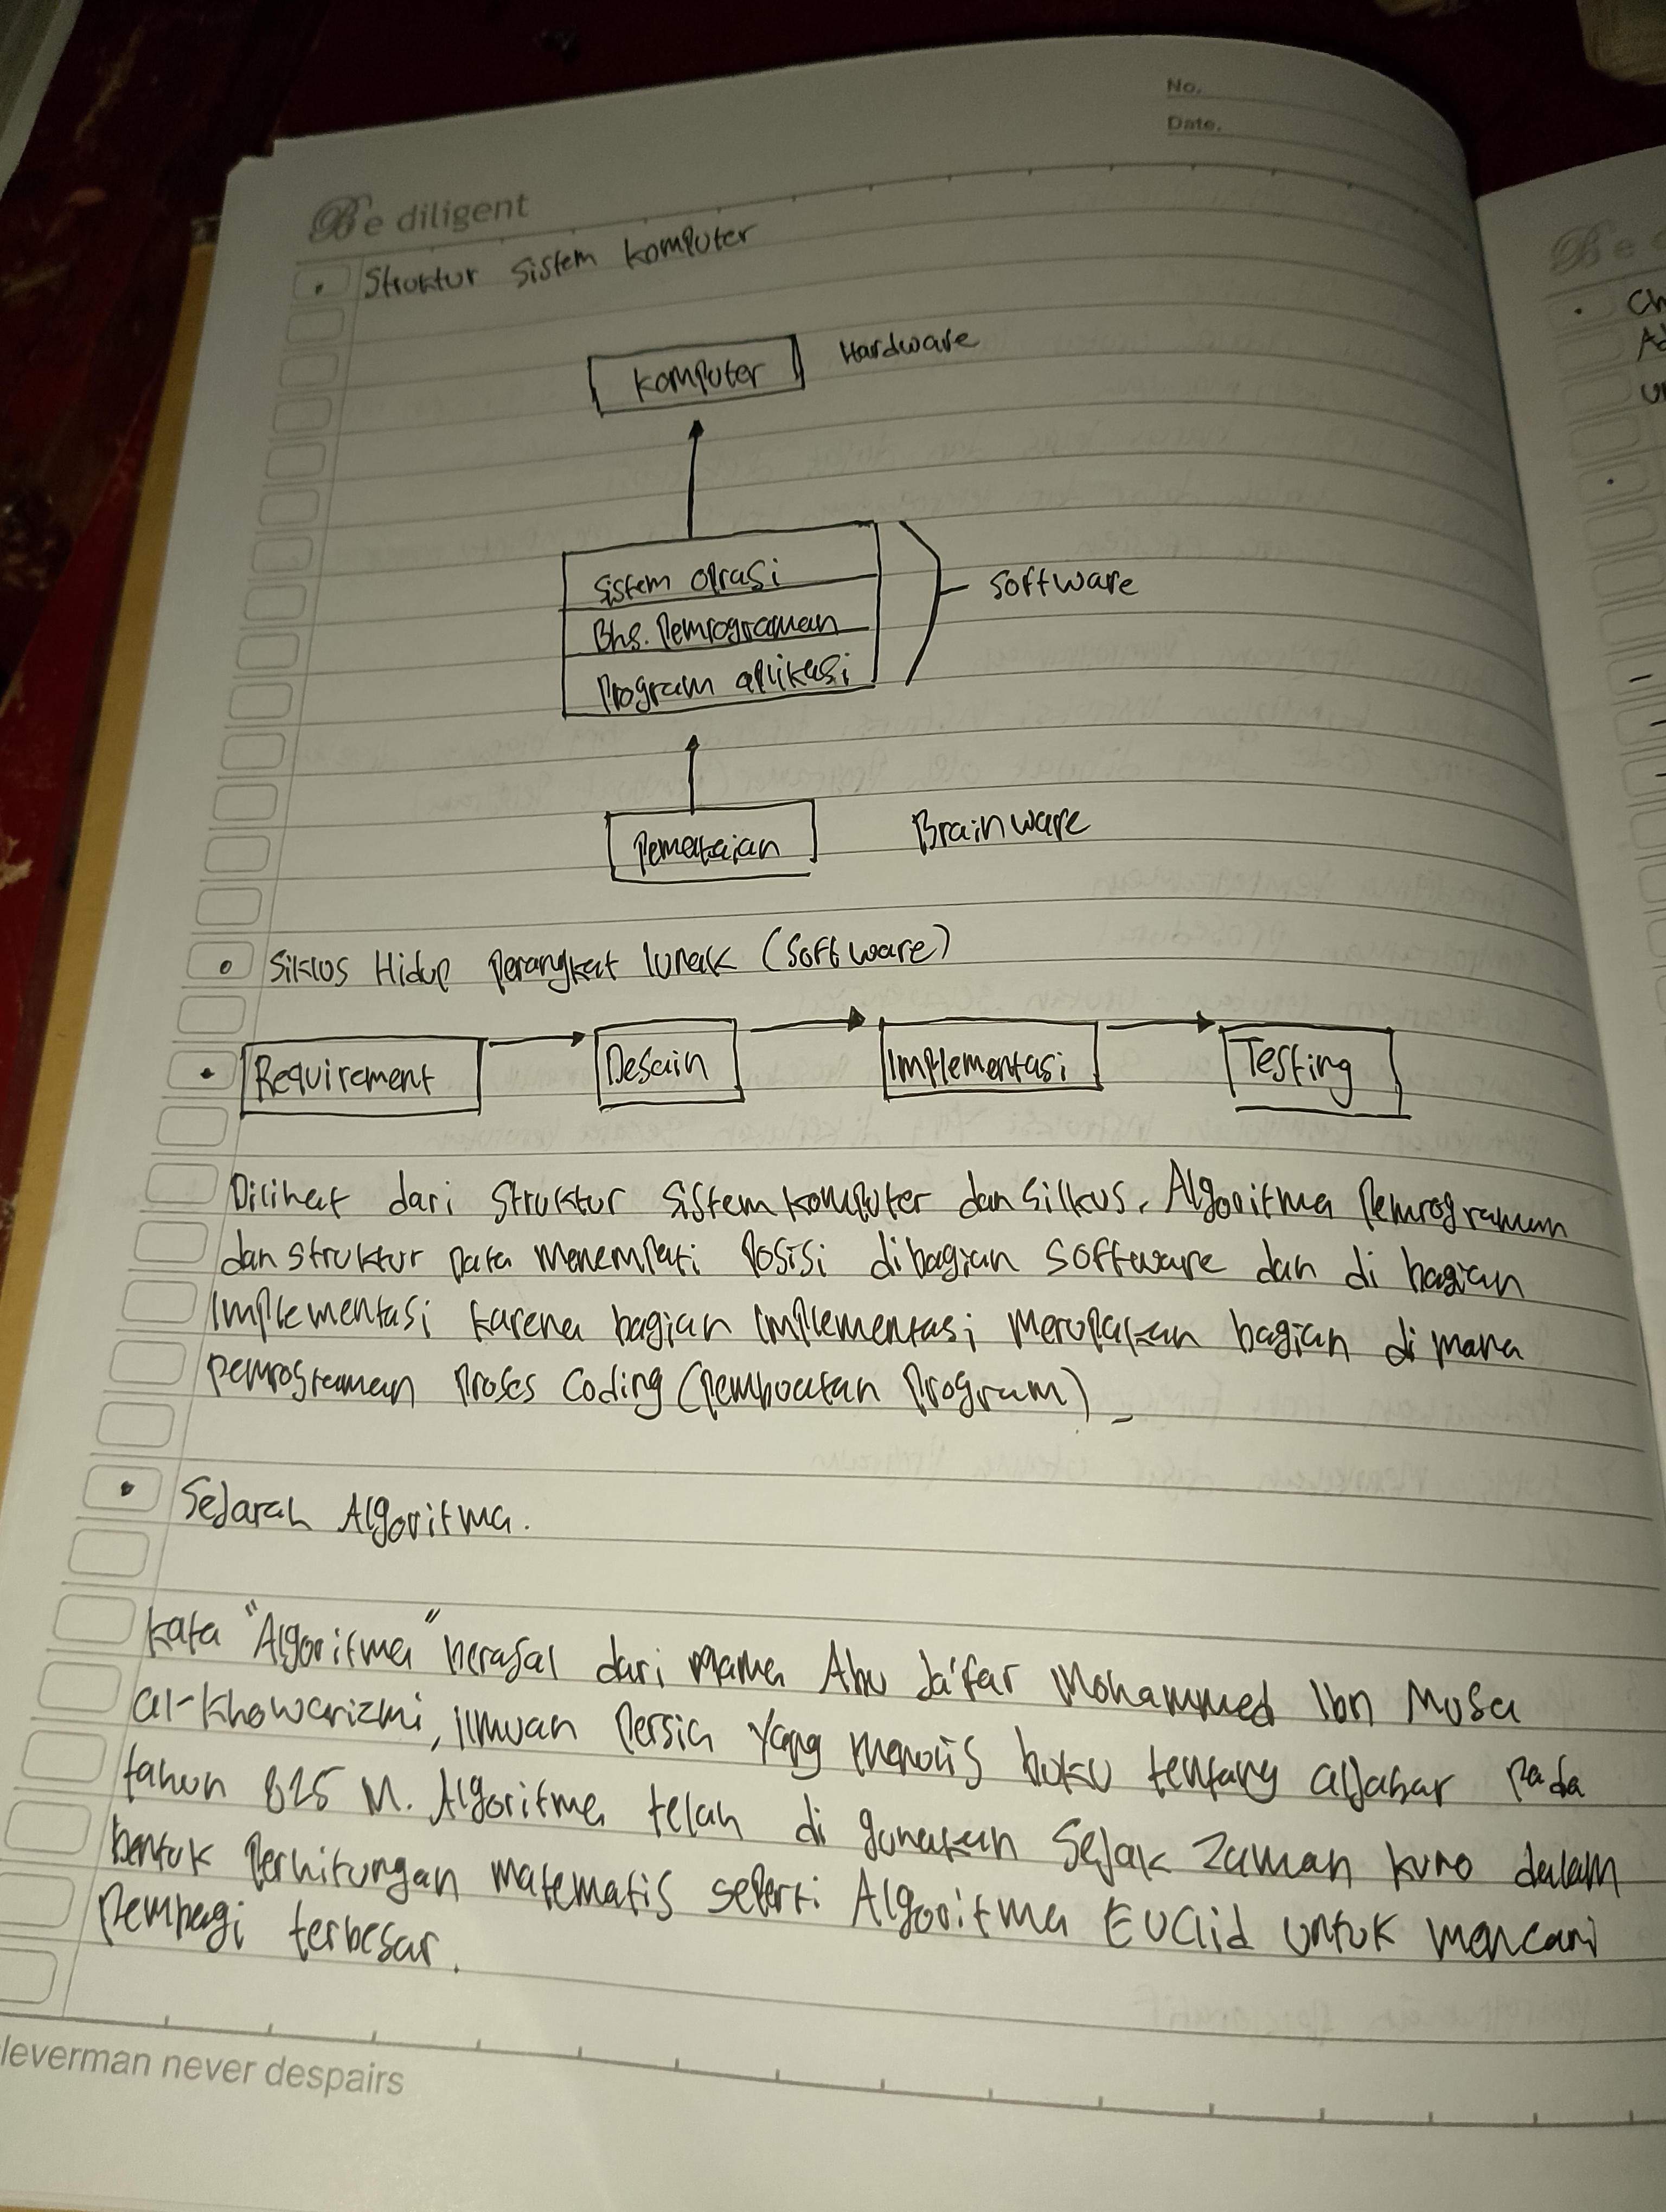 No.
Date.
Be diligent
• Struktur sistem komputer
Komputer Hardware
Sistem Oprasi
Bhs. Pemrograman
Program aplikasi
Software
Pemakaian Brainware
• Siklus Hidup Perangkat lunak (Software)
• Requirement Desain Implementasi Testing
Dilihat dari Struktur sistem komputer dan silkus. Algoritma Pemrograman
dan struktur Data Menempati Posisi dibagian software dan di bagian
Implementasi karena bagian Implementasi Merupakan bagian di mana
pemrograman Proses Coding (pembuatan Program)
• Sejarah Algoritma.
Kata "Algoritma" berasal dari nama Abu Ja'far Mohammed Ibn Musa
al-Khowarizmi, ilmuan Persia Yang menulis buku tentang aljabar Pada
tahun 825 M. Algoritma telah di gunakan Sejak Zaman kuno dalam
bentuk Perhitungan matematis seperti Algoritma Euclid untuk mencari
Pembagi terbesar.
leverman never despairs
Be